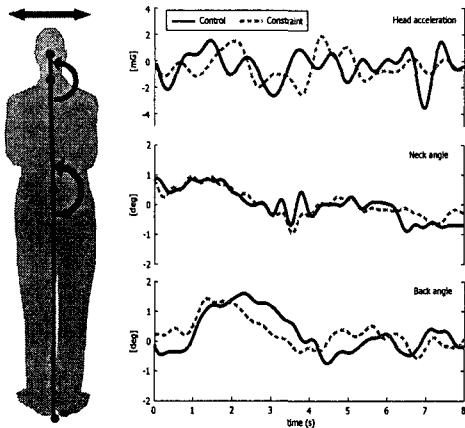 Control
Constraint
Head acceleration
[mG]
4
2
0
-2
-4
Neck angle
[deg]
2
1
0
-1
2
Back angle
[deg]
2
1
0
-1
2
0
1
2
3
4
5
6
7
8
time (s)